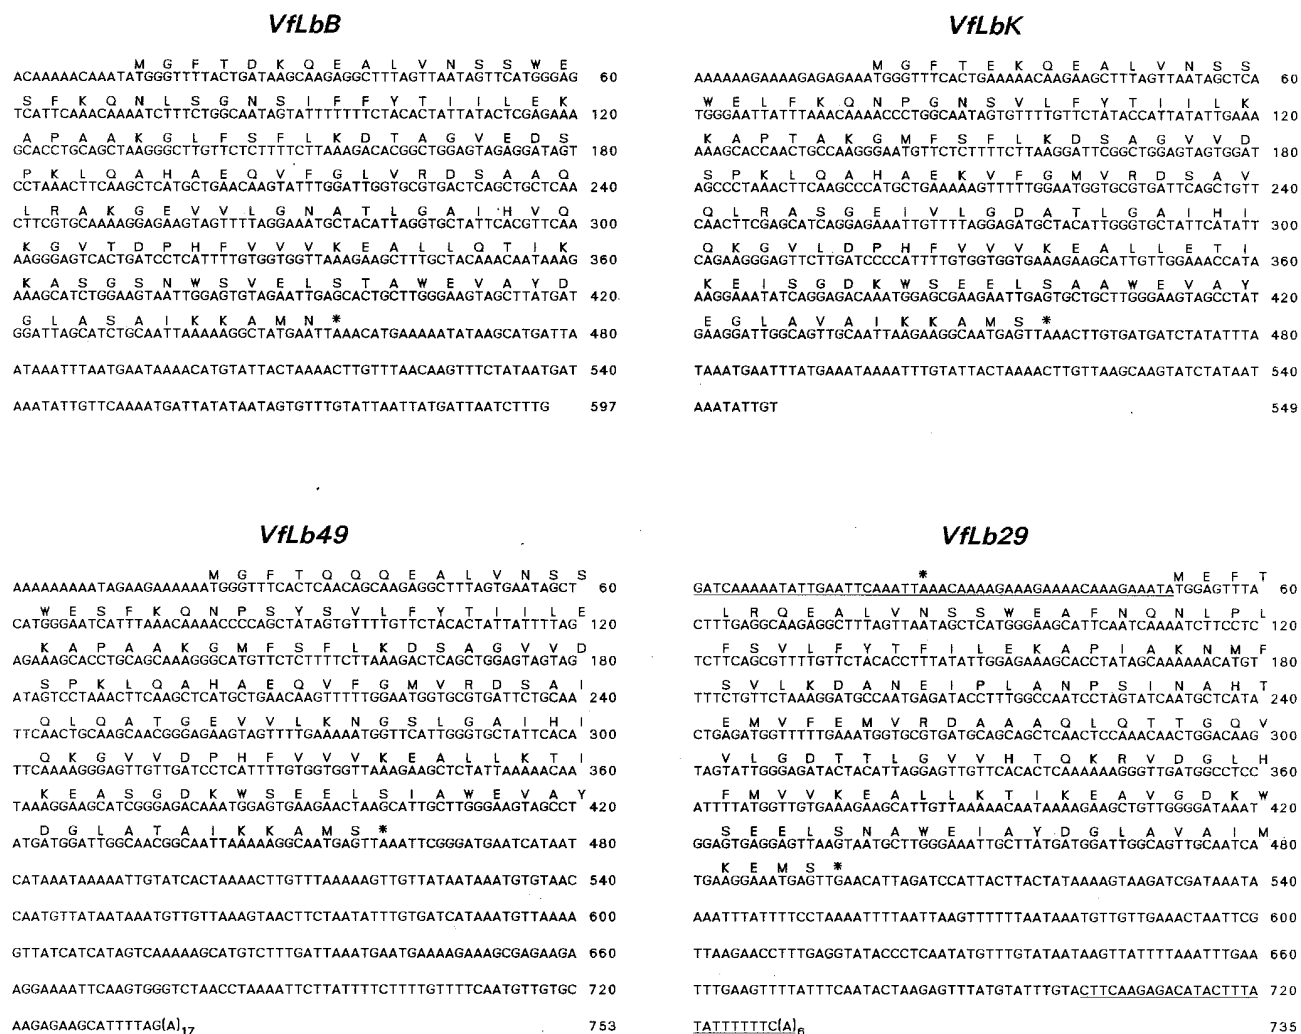 VfLbB
M G F T D K Q E A L V N S S W E
ACAAAAACAAATATGGGTTTTACTGATAAGCAAGAGGCTTTAGTTAATAGTTCATGGGAG 60
S F K Q N L S G N S I F F Y T I I L E K
TCATTCAAACAAAATCTTTCTGGCAATAGTATTTTTTTCTACACTATTATACTCGAGAAA 120
A P A A K G L F S F L K D T A G V E D S
GCACCTGCAGCTAAGGGCTTGTTCTCTTTTCTTAAAGACACGGCTGGAGTAGAGGATAGT 180
P K L Q A H A E Q V F G L V R D S A A Q
CCTAAACTTCAAGCTCATGCTGAACAAGTATTTGGATTGGTGCGTGACTCAGCTGCTCAA 240
L R A K G E V V L G N A T L G A I H V Q
CTTCGTGCAAAAGGAGAAGTAGTTTTAGGAAATGCTACATTAGGTGCTATTCACGTTCAA 300
K G V T D P H F V V V K E A L L Q T I K
AAGGGAGTCACTGATCCTCATTTTGTGGTGGTTAAAGAAGCTTTGCTACAAACAATAAAG 360
K A S G S N W S V E L S T A W E V A Y D
AAAGCATCTGGAAGTAATTGGAGTGTAGAATTGAGCACTGCTTGGGAAGTAGCTTATGAT 420
G L A S A I K K A M N *
GGATTAGCATCTGCAATTAAAAAGGCTATGAATTAAACATGAAAAATATAAGCATGATTA 480
ATAAATTTAATGAATAAAACATGTATTACTAAAACTTGTTTAACAAGTTTCTATAATGAT 540
AAATATTGTTCAAAATGATTATATAATAGTGTTTGTATTAATTATGATTAATCTTTG 597
VfLbK
M G F T E K Q E A L V N S S
AAAAAAGAAAAGAGAGAAATGGGTTTCACTGAAAAACAAGAAGCTTTAGTTAATAGCTCA 60
W E L F K Q N P G N S V L F Y T I I L K
TGGGAATTATTTAAACAAAACCCTGGCAATAGTGTTTTGTTCTATACCATTATATTGAAA 120
K A P T A K G M F S F L K D S A G V V D
AAAGCACCAACTGCCAAGGGAATGTTCTCTTTTCTTAAGGATTCGGCTGGAGTAGTGGAT 180
S P K L Q A H A E K V F G M V R D S A V
AGCCCTAAACTTCAAGCCCATGCTGAAAAAGTTTTTGGAATGGTGCGTGATTCAGCTGTT 240
Q L R A S G E I V L G D A T L G A I H I
CAACTTCGAGCATCAGGAGAAATTGTTTTAGGAGATGCTACATTGGGTGCTATTCATATT 300
Q K G V L D P H F V V V K E A L L E T I
CAGAAGGGAGTTCTTGATCCCCATTTTGTGGTGGTGAAAGAAGCATTGTTGGAAACCATA 360
K E I S G D K W S E E L S A A W E V A Y
AAGGAAATATCAGGAGACAAATGGAGCGAAGAATTGAGTGCTGCTTGGGAAGTAGCCTAT 420
E G L A V A I K K A M S *
GAAGGATTGGCAGTTGCAATTAAGAAGGCAATGAGTTAAACTTGTGATGATCTATATTTA 480
TAAATGAATTTATGAAATAAAATTTGTATTACTAAAACTTGTTAAGCAAGTATCTATAAT 540
AAATATTGT 549
VfLb49
M G F T Q Q Q E A L V N S S
AAAAAAAAATAGAAGAAAAAATGGGTTTCACTCAACAGCAAGAGGCTTTAGTGAATAGCT 60
W E S F K Q N P S Y S V L F Y T I I L E
CATGGGAATCATTTAAACAAAACCCCAGCTATAGTGTTTTGTTCTACACTATTATTTTAG 120
K A P A A K G M F S F L K D S A G V V D
AGAAAGCACCTGCAGCAAAGGGCATGTTCTCTTTTCTTAAAGACTCAGCTGGAGTAGTAG 180
S P K L Q A H A E Q V F G M V R D S A I
ATAGTCCTAAACTTCAAGCTCATGCTGAACAAGTTTTTGGAATGGTGCGTGATTCTGCAA 240
Q L Q A T G E V V L K N G S L G A I H I
TTCAACTGCAAGCAACGGGAGAAGTAGTTTTGAAAAATGGTTCATTGGGTGCTATTCACA 300
Q K G V V D P H F V V V K E A L L K T I
TTCAAAAGGGAGTTGTTGATCCTCATTTTGTGGTGGTTAAAGAAGCTCTATTAAAAACAA 360
K E A S G D K W S E E L S I A W E V A Y
TAAAGGAAGCATCGGGAGACAAATGGAGTGAAGAACTAAGCATTGCTTGGGAAGTAGCCT 420
D G L A T A I K K A M S *
ATGATGGATTGGCAACGGCAATTAAAAAGGCAATGAGTTAAATTCGGGATGAATCATAAT 480
CATAAATAAAAATTGTATCACTAAAACTTGTTTAAAAAGTTGTTATAATAAATGTGTAAC 540
CAATGTTATAATAAATGTTGTTAAAGTAACTTCTAATATTTGTGATCATAAATGTTAAAA 600
GTTATCATCATAGTCAAAAAGCATGTCTTTGATTAAATGAATGAAAAGAAAGCGAGAAGA 660
AGGAAAATTCAAGTGGGTCTAACCTAAAATTCTTATTTTCTTTTGTTTTCAATGTTGTGC 720
AAGAGAAGCATTTTAG(A)17 753
VfLb29
* M E F T
GATCAAAAATATTGAATTCAAATTAAACAAAAGAAAGAAAACAAAGAAATATGGAGTTTA 60
L R Q E A L V N S S W E A F N Q N L P L
CTTTGAGGCAAGAGGCTTTAGTTAATAGCTCATGGGAAGCATTCAATCAAAATCTTCCTC 120
F S V L F Y T F I L E K A P I A K N M F
TCTTCAGCGTTTTGTTCTACACCTTTATATTGGAGAAAGCACCTATAGCAAAAAACATGT 180
S V L K D A N E I P L A N P S I N A H T
TTTCTGTTCTAAAGGATGCCAATGAGATACCTTTGGCCAATCCTAGTATCAATGCTCATA 240
E M V F E M V R D A A A Q L Q T T G Q V
CTGAGATGGTTTTTGAAATGGTGCGTGATGCAGCAGCTCAACTCCAAACAACTGGACAAG 300
V L G D T T L G V V H T Q K R V D G L H
TAGTATTGGGAGATACTACATTAGGAGTTGTTCACACTCAAAAAAGGGTTGATGGCCTCC 360
F M V V K E A L L K T I K E A V G D K W
ATTTTATGGTTGTGAAAGAAGCATTGTTAAAAACAATAAAAGAAGCTGTTGGGGATAAAT 420
S E E L S N A W E I A Y D G L A V A I M
GGAGTGAGGAGTTAAGTAATGCTTGGGAAATTGCTTATGATGGATTGGCAGTTGCAATCA 480
K E M S *
TGAAGGAAATGAGTTGAACATTAGATCCATTACTTACTATAAAAGTAAGATCGATAAATA 540
AAATTTATTTTCCTAAAATTTTAATTAAGTTTTTTAATAAATGTTGTTGAAACTAATTCG 600
TTAAGAACCTTTGAGGTATACCCTCAATATGTTTGTATAATAAGTTATTTTAAATTTGAA 660
TTTGAAGTTTTATTTCAATACTAAGAGTTTATGTATTTGTACTTCAAGAGACATACTTTA 720
TATTTTTTC(A)6 735